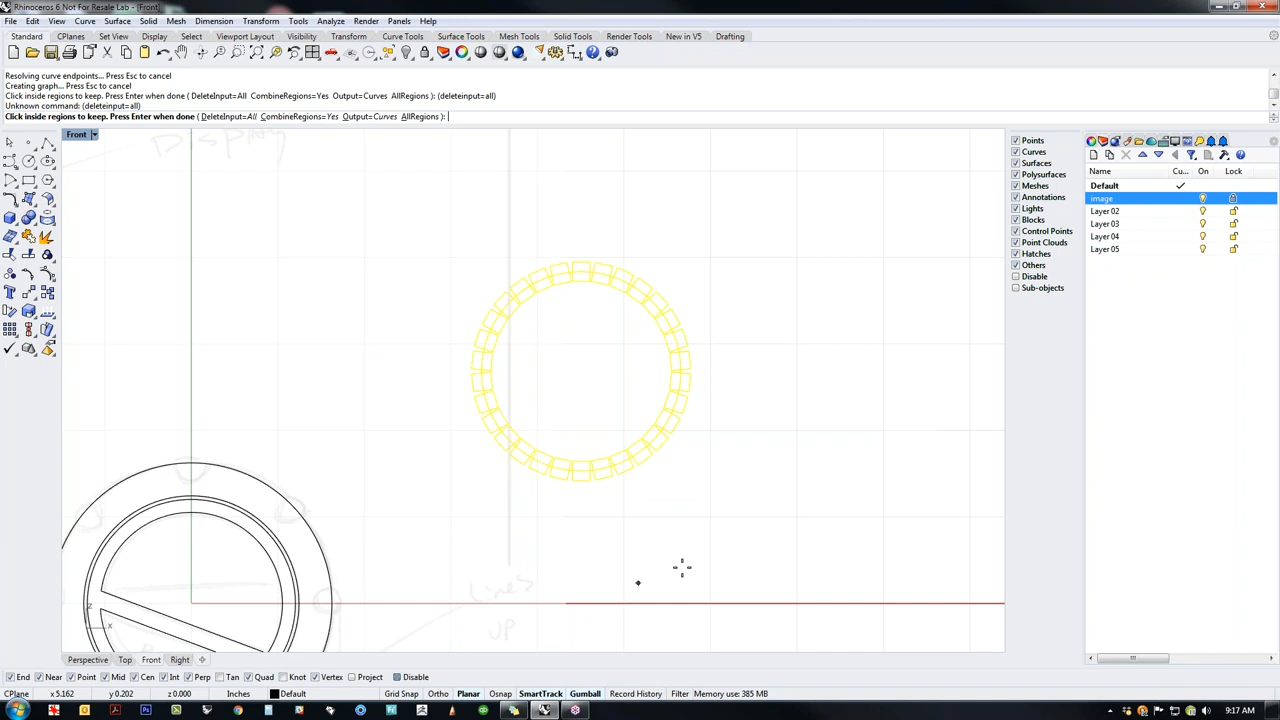 Rhinoceros 6 Not For Resale Lab - [Front]
File Edit View Curve Surface Solid Mesh Dimension Transform Tools Analyze Render Panels Help
Standard CPlanes Set View Display Select Viewport Layout Visibility Transform Curve Tools Surface Tools Solid Tools Mesh Tools Render Tools New in V5 Drafting
Resolving curve endpoints... Press Esc to cancel
Creating graph... Press Esc to cancel
Click inside regions to keep. Press Enter when done ( DeleteInput=All CombineRegions=Yes Output=Curves AllRegions ): (deleteinput=all)
Unknown command: (deleteinput=all)
Click inside regions to keep. Press Enter when done ( DeleteInput=All CombineRegions=Yes Output=Curves AllRegions ):
Front
Display
Lines
UP
z
x
Points
Curves
Surfaces
Polysurfaces
Meshes
Annotations
Lights
Blocks
Control Points
Point Clouds
Hatches
Others
Disable
Sub-objects
Name Cu... On Lock
Default
image
Layer 02
Layer 03
Layer 04
Layer 05
Perspective Top Front Right
End Near Point Mid Cen Int Perp Tan Quad Knot Vertex Project Disable
CPlane x 5.162 y 0.202 z 0.000 Inches Default Grid Snap Ortho Planar Osnap SmartTrack Gumball Record History Filter Memory use: 385 MB
9:17 AM